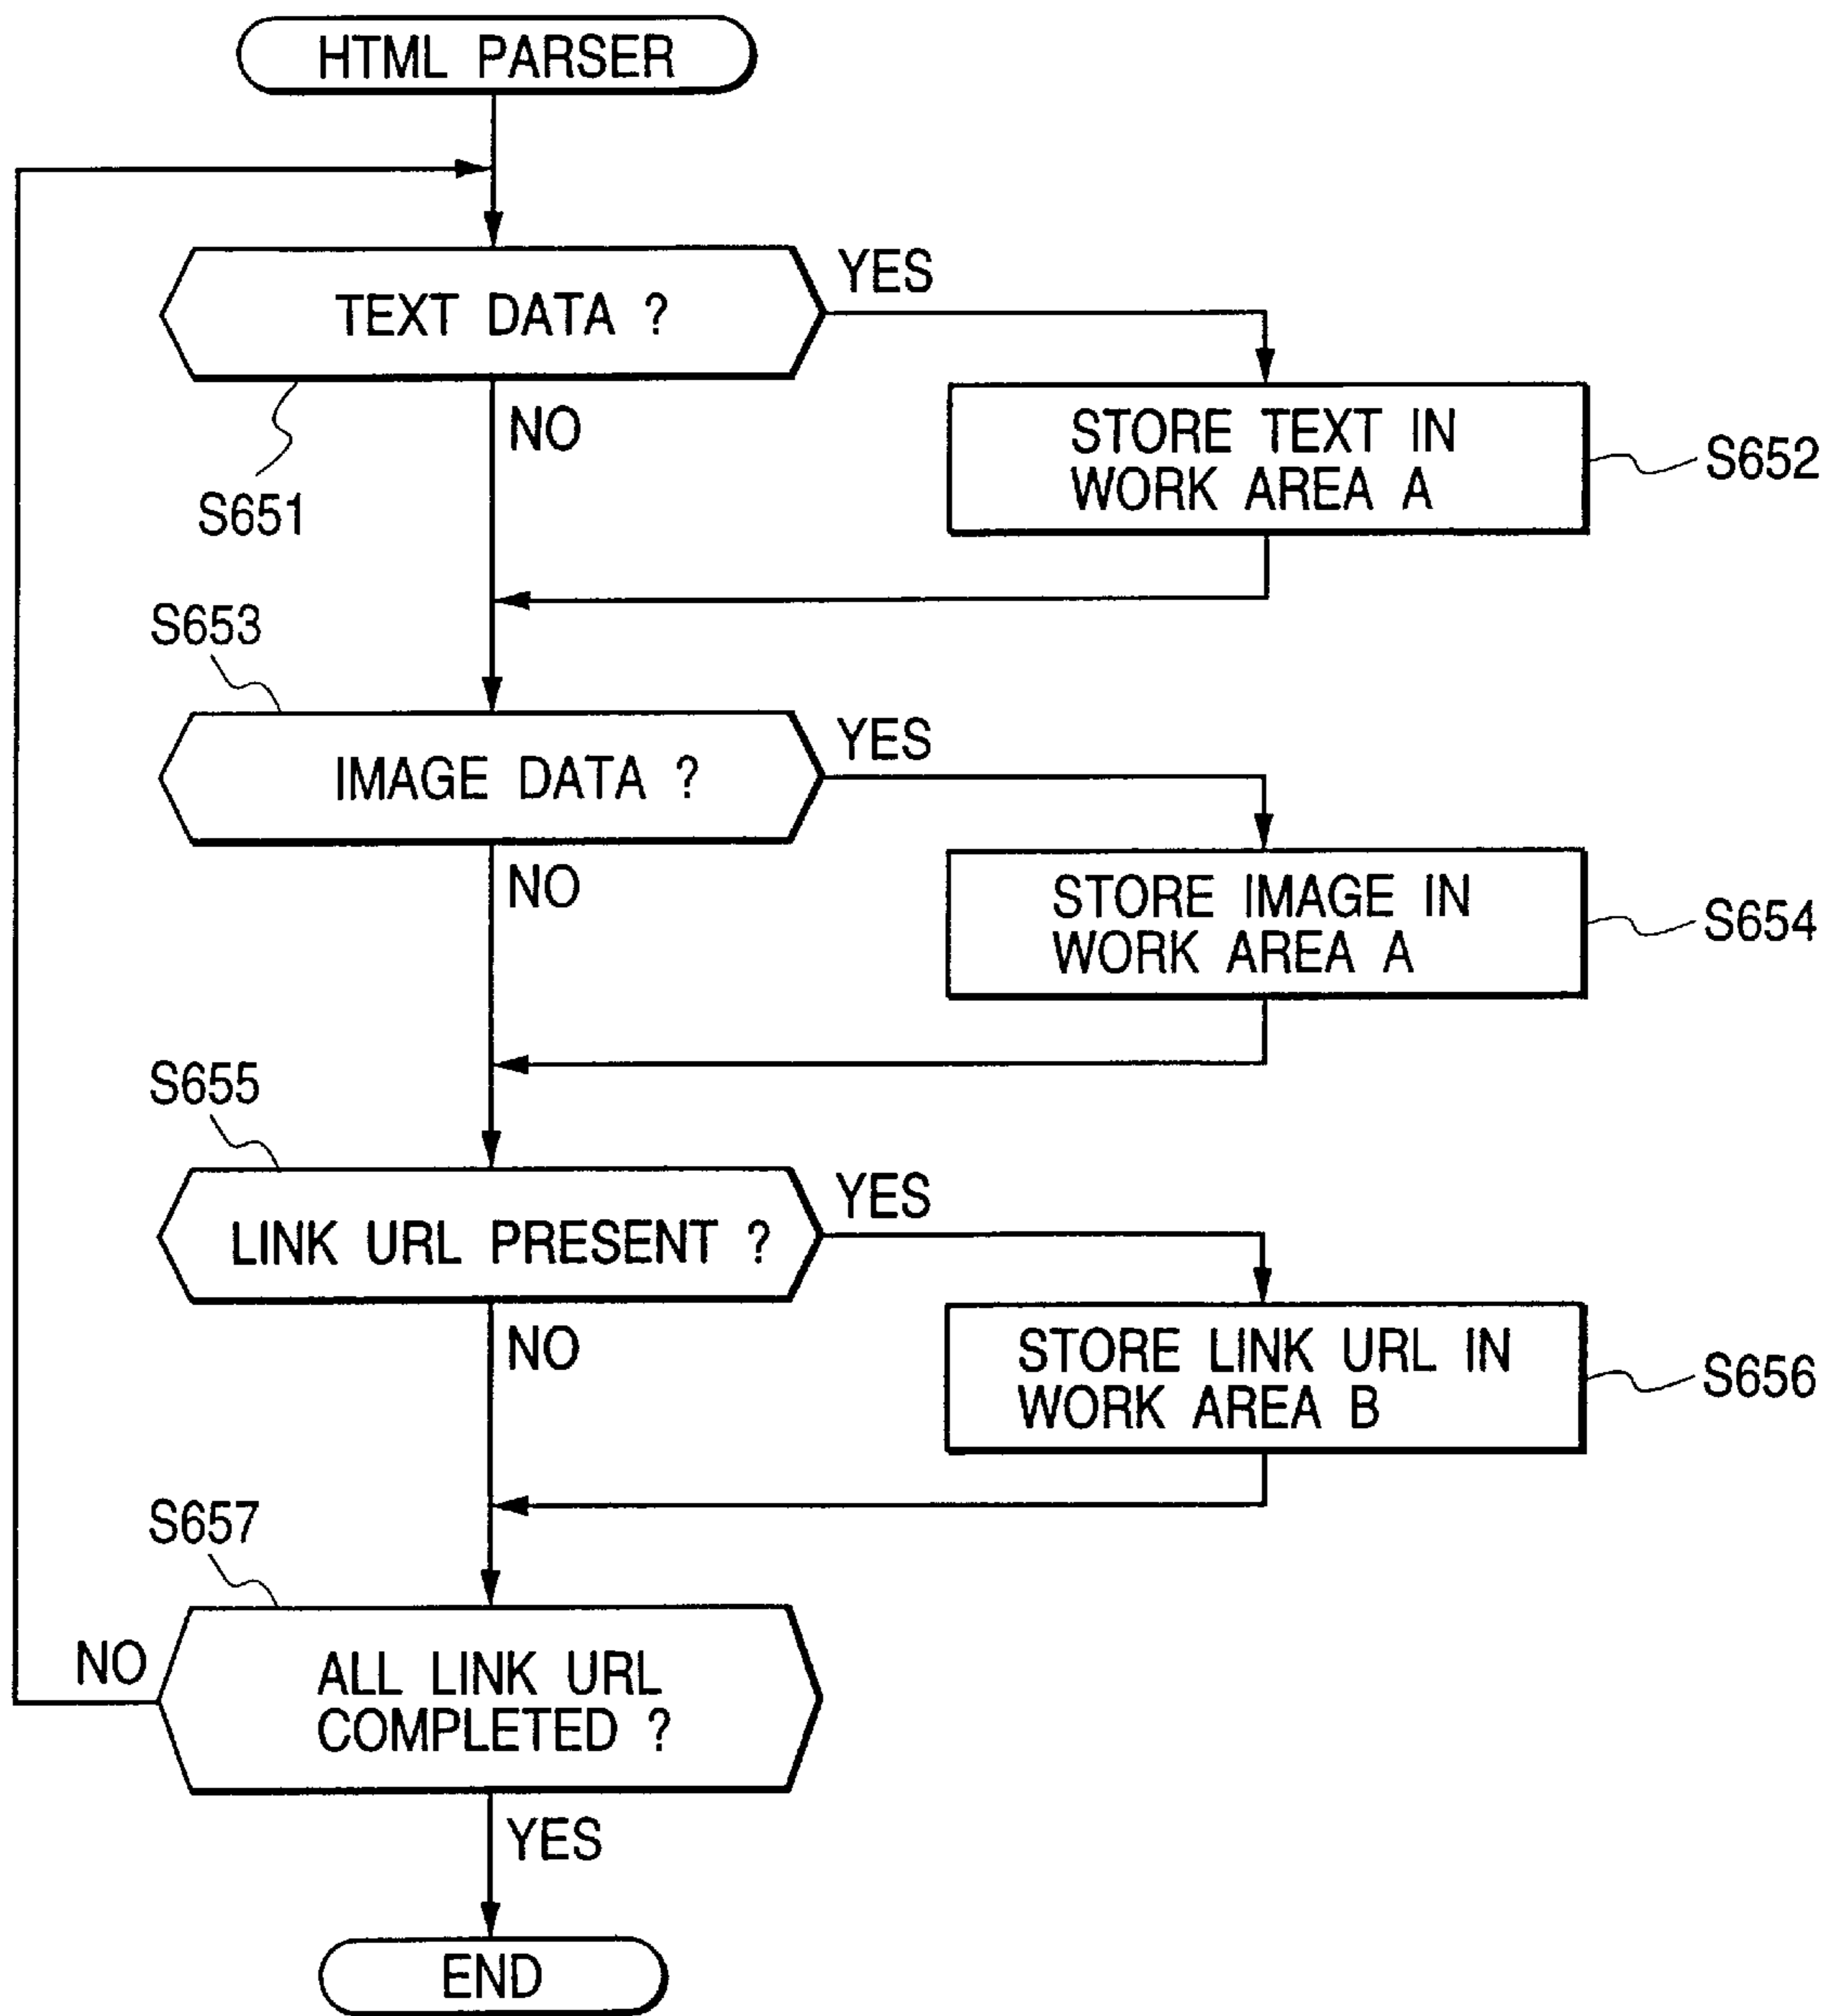 HTML PARSER
TEXT DATA ?
YES
NO
S651
STORE TEXT IN
WORK AREA A
S652
S653
IMAGE DATA ?
YES
NO
STORE IMAGE IN
WORK AREA A
S654
S655
LINK URL PRESENT ?
YES
NO
STORE LINK URL IN
WORK AREA B
S656
S657
NO
ALL LINK URL
COMPLETED ?
YES
END